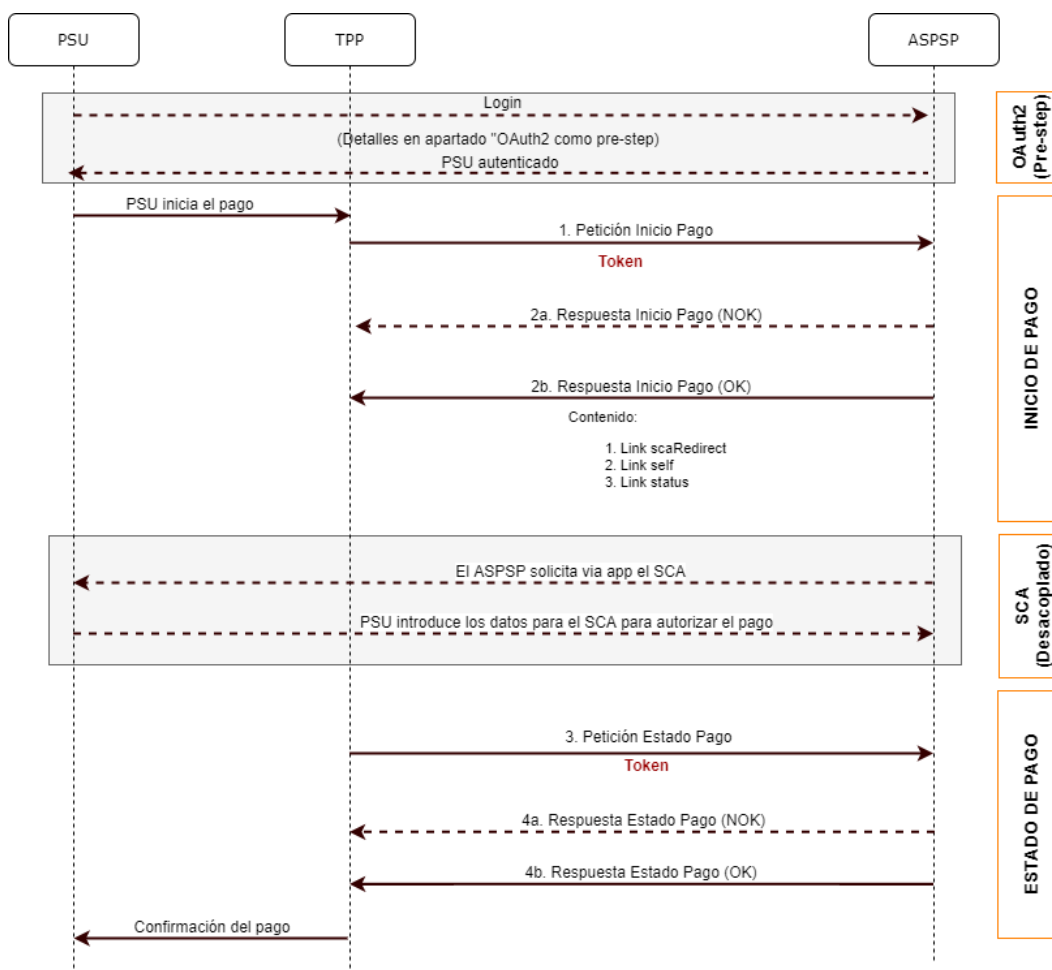 PSU
TPP
ASPSP
Login
(Detalles en apartado "OAuth2 como pre-step)
PSU autenticado
OAuth2
(Pre-step)
PSU inicia el pago
1. Petición Inicio Pago
Token
2a. Respuesta Inicio Pago (NOK)
2b. Respuesta Inicio Pago (OK)
Contenido:
1. Link scaRedirect
2. Link self
3. Link status
INICIO DE PAGO
El ASPSP solicita via app el SCA
PSU introduce los datos para el SCA para autorizar el pago
SCA
(Desacoplado)
3. Petición Estado Pago
Token
4a. Respuesta Estado Pago (NOK)
4b. Respuesta Estado Pago (OK)
Confirmación del pago
ESTADO DE PAGO